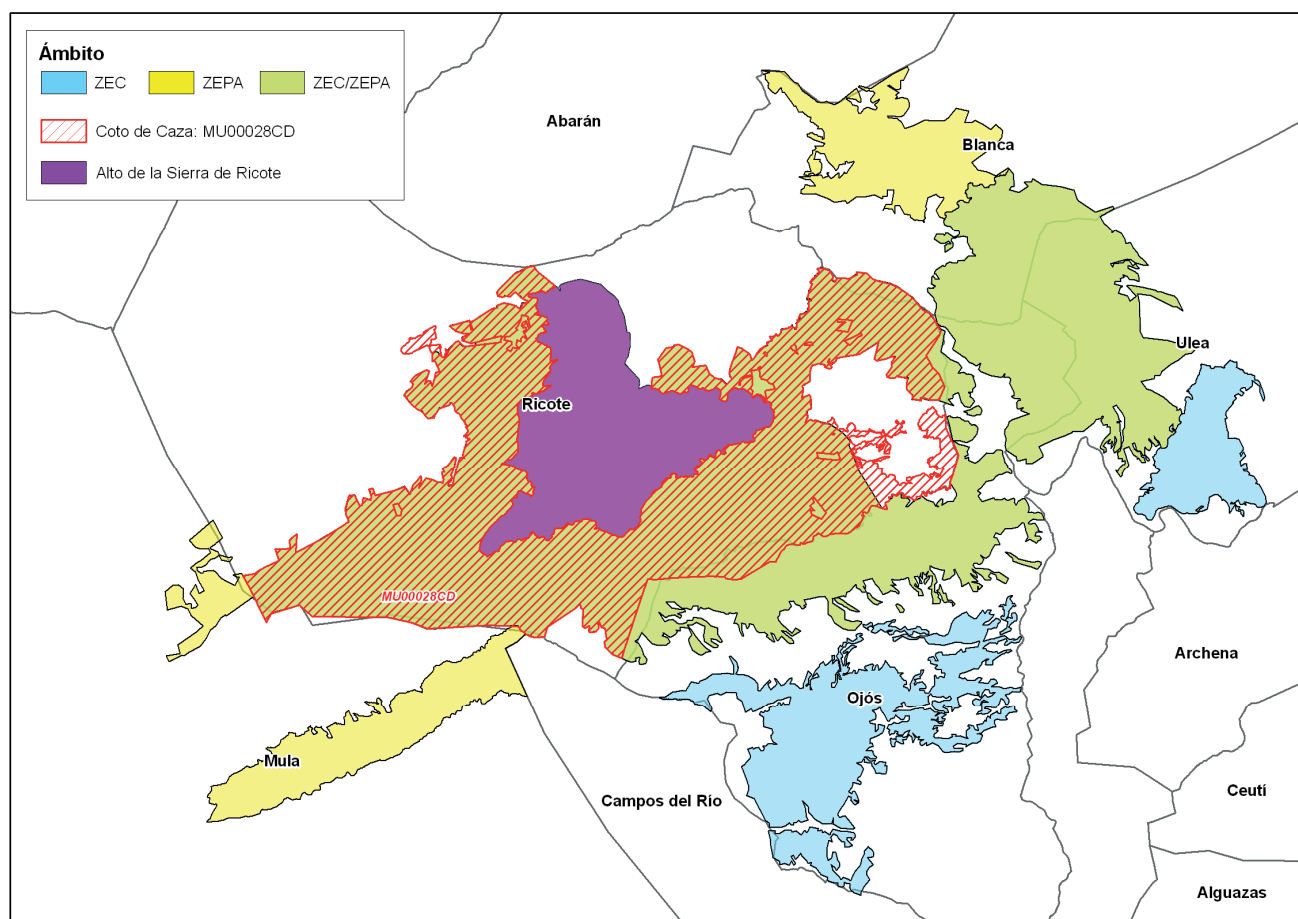 Ámbito
ZEC
ZEPA
ZEC/ZEPA
Coto de Caza: MU00028CD
Alto de la Sierra de Ricote
Abarán
Blanca
Ulea
Ricote
MU00028CD
Archena
Ojós
Mula
Campos del Río
Ceutí
Alguazas